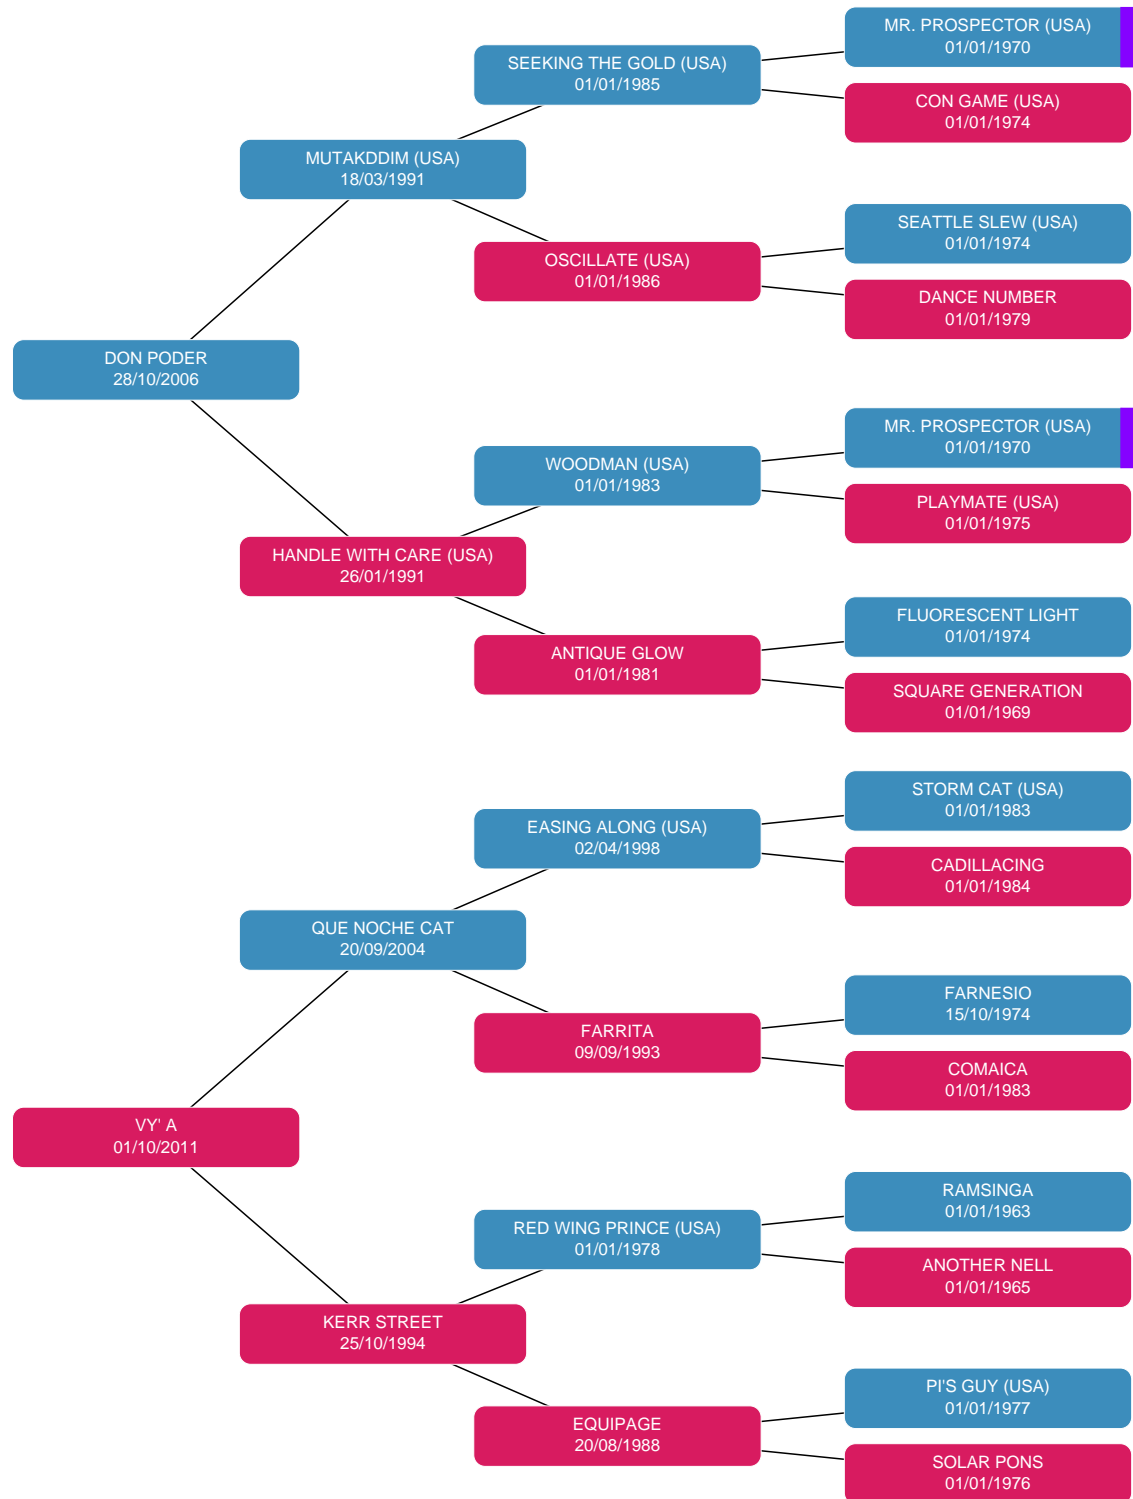 MR. PROSPECTOR (USA)
01/01/1970
SEEKING THE GOLD (USA)
01/01/1985
CON GAME (USA)
01/01/1974
MUTAKDDIM (USA)
18/03/1991
SEATTLE SLEW (USA)
01/01/1974
OSCILLATE (USA)
01/01/1986
DANCE NUMBER
01/01/1979
DON PODER
28/10/2006
MR. PROSPECTOR (USA)
01/01/1970
WOODMAN (USA)
01/01/1983
PLAYMATE (USA)
01/01/1975
HANDLE WITH CARE (USA)
26/01/1991
FLUORESCENT LIGHT
01/01/1974
ANTIQUE GLOW
01/01/1981
SQUARE GENERATION
01/01/1969
STORM CAT (USA)
01/01/1983
EASING ALONG (USA)
02/04/1998
CADILLACING
01/01/1984
QUE NOCHE CAT
20/09/2004
FARNESIO
15/10/1974
FARRITA
09/09/1993
COMAICA
01/01/1983
VY' A
01/10/2011
RAMSINGA
01/01/1963
RED WING PRINCE (USA)
01/01/1978
ANOTHER NELL
01/01/1965
KERR STREET
25/10/1994
PI'S GUY (USA)
01/01/1977
EQUIPAGE
20/08/1988
SOLAR PONS
01/01/1976